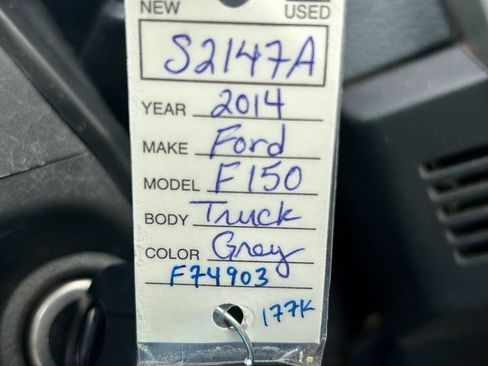 NEW USED
S2147A
YEAR 2014
MAKE Ford
MODEL F150
BODY Truck
COLOR Grey
F74903
177K